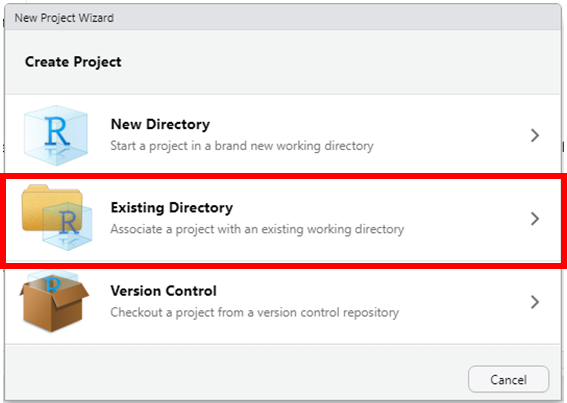 New Project Wizard
Create Project
R
New Directory
Start a project in a brand new working directory
R
Existing Directory
Associate a project with an existing working directory
R
Version Control
Checkout a project from a version control repository
Cancel